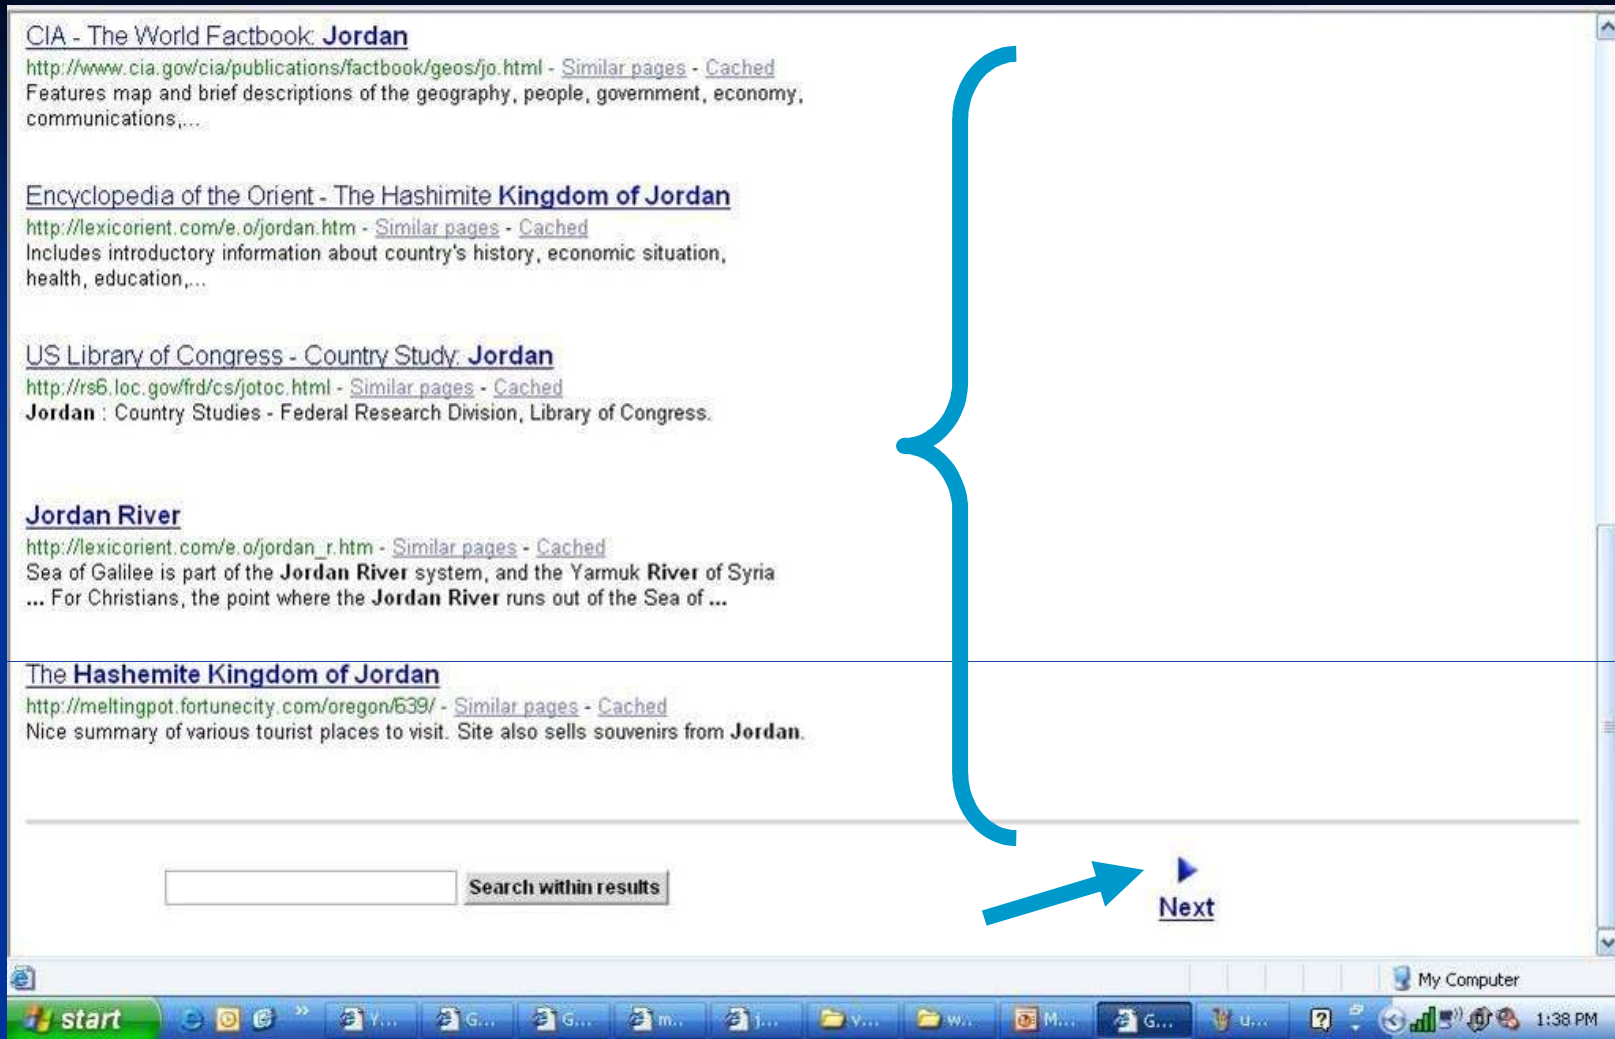 CIA - The World Factbook: Jordan
http://www.cia.gov/cia/publications/factbook/geos/jo.html - Similar pages - Cached
Features map and brief descriptions of the geography, people, government, economy,
communications,...
Encyclopedia of the Orient - The Hashimite Kingdom of Jordan
http://lexicorient.com/e.o/jordan.htm - Similar pages - Cached
Includes introductory information about country's history, economic situation,
health, education,...
US Library of Congress - Country Study: Jordan
http://rs6.loc.gov/frd/cs/jotoc.html - Similar pages - Cached
Jordan : Country Studies - Federal Research Division, Library of Congress.
Jordan River
http://lexicorient.com/e.o/jordan_r.htm - Similar pages - Cached
Sea of Galilee is part of the Jordan River system, and the Yarmuk River of Syria
... For Christians, the point where the Jordan River runs out of the Sea of ...
The Hashemite Kingdom of Jordan
http://meltingpot.fortunecity.com/oregon/639/ - Similar pages - Cached
Nice summary of various tourist places to visit. Site also sells souvenirs from Jordan.
Search within results
Next
My Computer
start Y... G... G... m... j... v... w... M... G... u... 1:38 PM